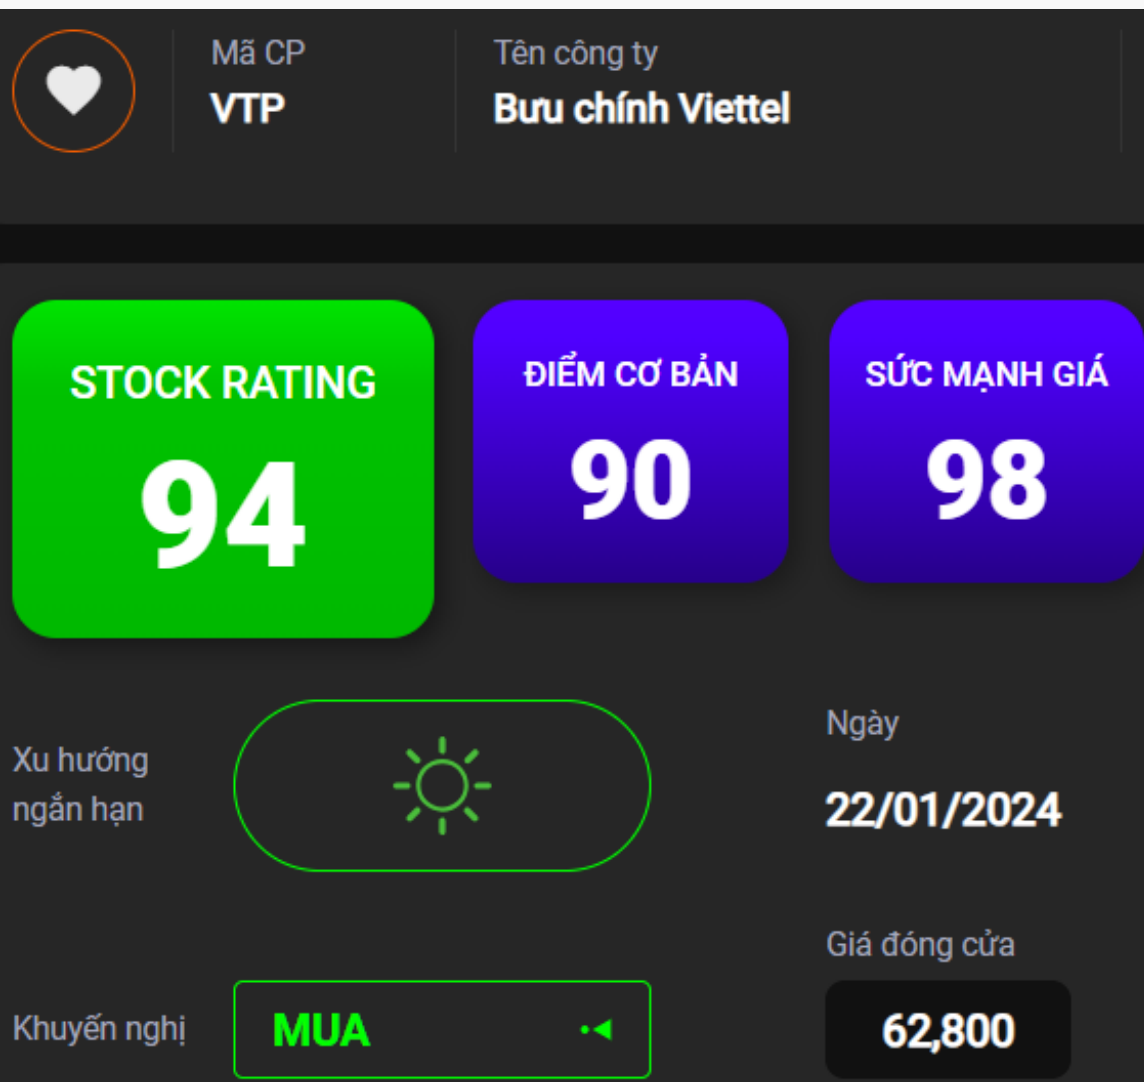 Mã CP
VTP
Tên công ty
Bưu chính Viettel
STOCK RATING
94
ĐIỂM CƠ BẢN
90
SỨC MẠNH GIÁ
98
Xu hướng
ngắn hạn
Ngày
22/01/2024
Khuyến nghị
MUA
Giá đóng cửa
62,800